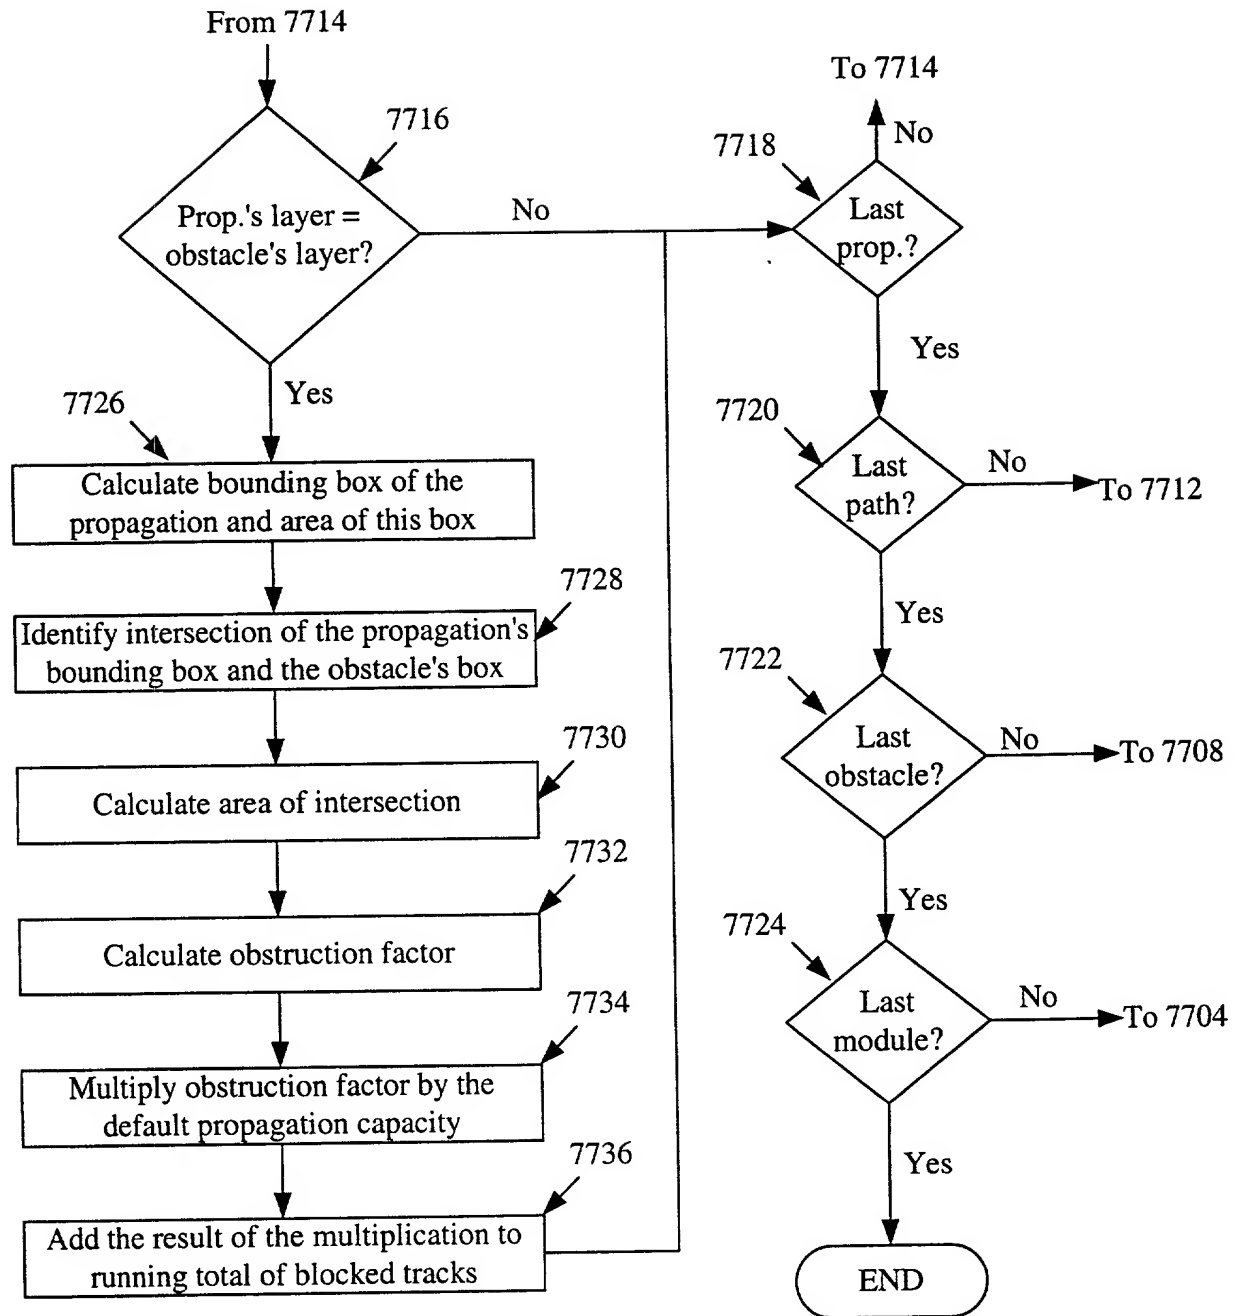 From 7714
7716
Prop.'s layer =
obstacle's layer?
No
Yes
7726
Calculate bounding box of the
propagation and area of this box
7728
Identify intersection of the propagation's
bounding box and the obstacle's box
7730
Calculate area of intersection
7732
Calculate obstruction factor
7734
Multiply obstruction factor by the
default propagation capacity
7736
Add the result of the multiplication to
running total of blocked tracks
To 7714
No
7718
Last
prop.?
Yes
7720
Last
path?
No
To 7712
Yes
7722
Last
obstacle?
No
To 7708
Yes
7724
Last
module?
No
To 7704
Yes
END